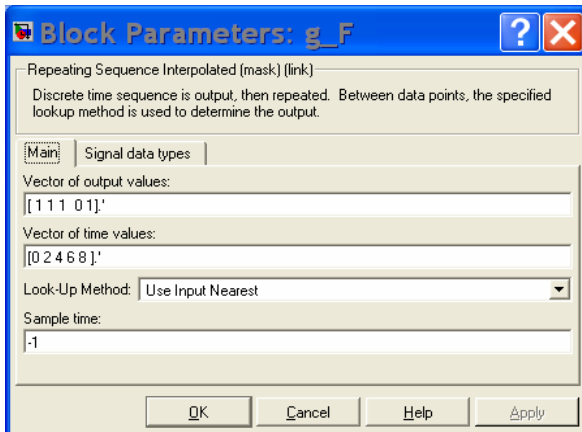 Block Parameters: g_F
Repeating Sequence Interpolated (mask) (link)
Discrete time sequence is output, then repeated. Between data points, the specified
lookup method is used to determine the output.
Main Signal data types
Vector of output values:
[ 1 1 1 0 1].'
Vector of time values:
[0 2 4 6 8 ].'
Look-Up Method: Use Input Nearest
Sample time:
-1
OK Cancel Help Apply